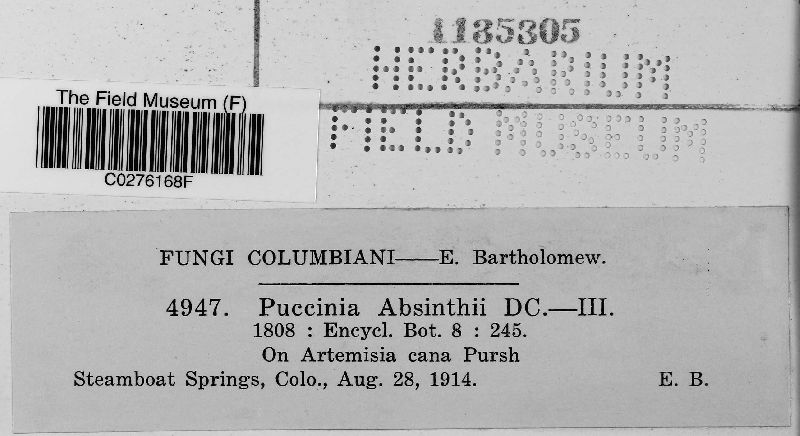 1135305
HERBARIUM
FIELD MUSEUM
The Field Museum (F)
C0276168F
FUNGI COLUMBIANI——E. Bartholomew.
4947. Puccinia Absinthii DC.—III.
1808 : Encycl. Bot. 8 : 245.
On Artemisia cana Pursh
Steamboat Springs, Colo., Aug. 28, 1914. E. B.